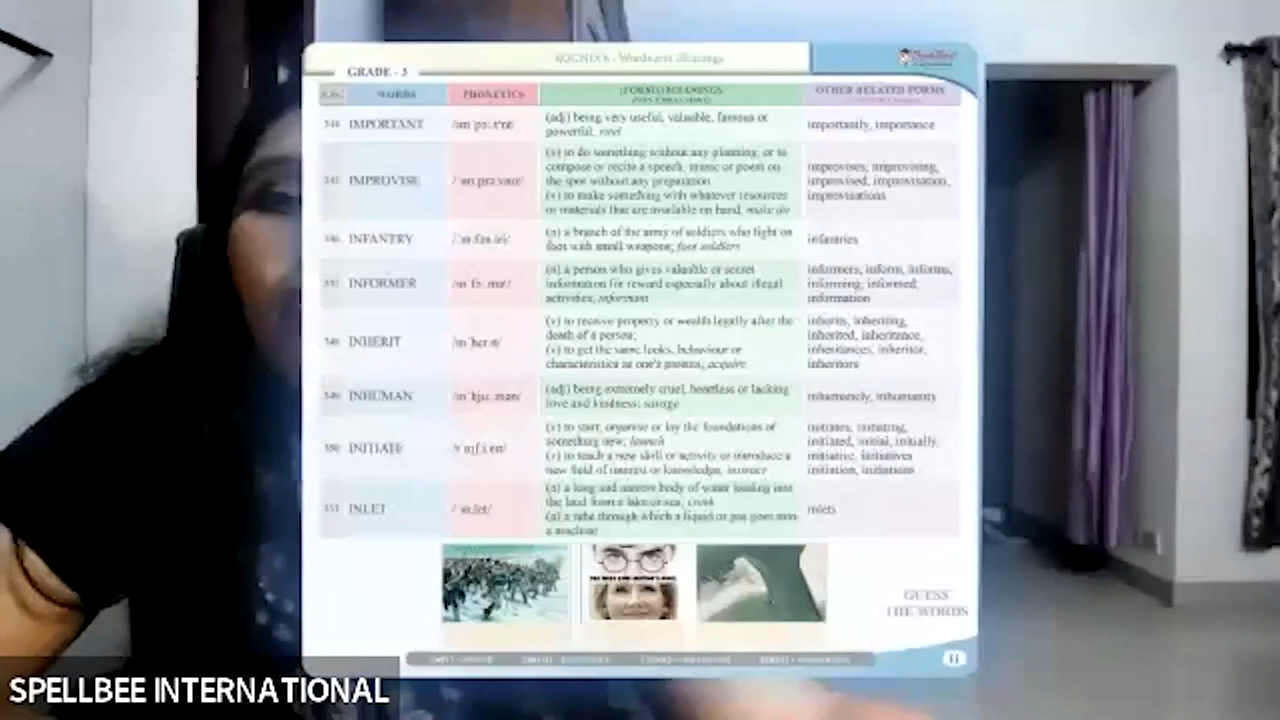 Words and Meanings
GRADE - 5
WORDS PHONETICS (FORMS) MEANINGS OTHER RELATED FORMS
IMPORTANT (adj) being very useful, valuable, famous or importantly, importance
powerful,
(v) to do something without any planning; or to
IMPROVISE compose or recite a speech, music or poem on improvises, improvising,
the spot without any preparation improvised, improvisation,
(v) to make something with whatever resources improvisations
or materials that are available on hand, make do
INFANTRY (n) a branch of the army of soldiers who fight on infantries
foot with small weapons; foot soldiers
INFORMER (n) a person who gives valuable or secret informers, inform, informs,
information for reward especially about illegal informing, informed,
activities, informant information
(v) to receive property or wealth legally after the inherits, inheriting,
INHERIT death of a person; inherited, inheritance,
(v) to get the same looks, behaviour or inheritances, inheritor,
characteristics as one's parents, acquire inheritors
INHUMAN (adj) being extremely cruel, heartless or lacking inhumanely, inhumanity
love and kindness; savage
(v) to start, organise or lay the foundations of initiates, initiating,
INITIATE something new, launch initiated, initial, initially,
(v) to teach a new skill or activity or introduce a initiative, initiatives
new field of interest or knowledge, instruct initiation, initiations
(n) a long and narrow body of water leading into
INLET the land from a lake or sea, creek inlets
(n) a tube through which a liquid or gas goes into
a machine
GUESS
THE WORDS
11
SPELLBEE INTERNATIONAL